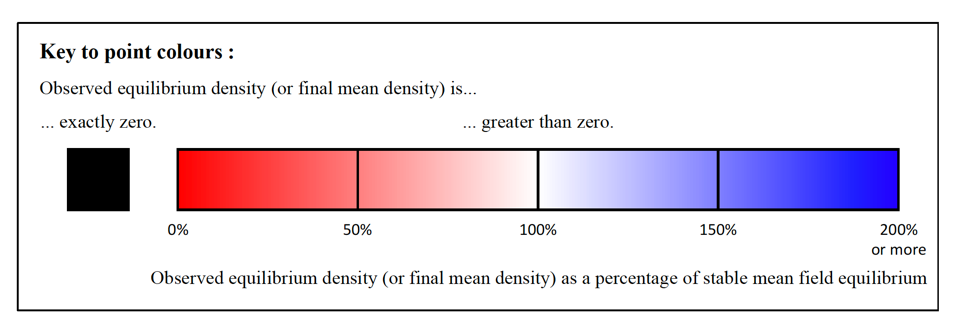 Key to point colours :
Observed equilibrium density (or final mean density) is...
... exactly zero.
... greater than zero.
0%
50%
100%
150%
200%
or more
Observed equilibrium density (or final mean density) as a percentage of stable mean field equilibrium